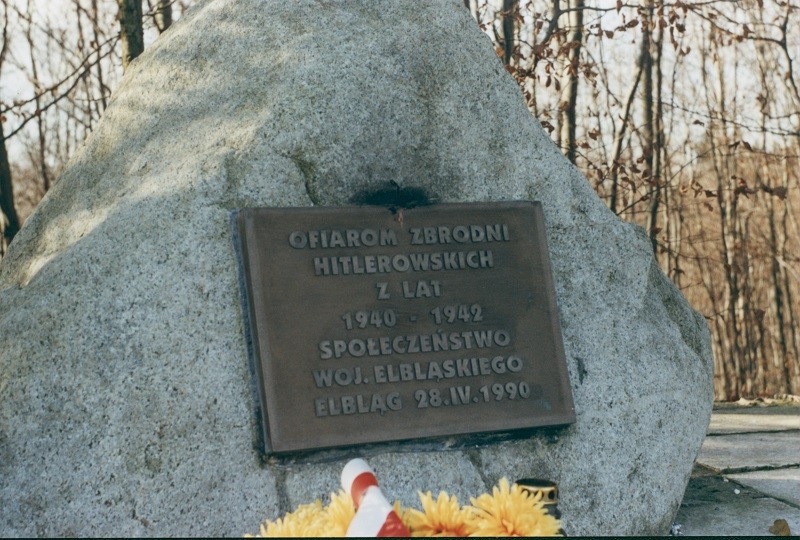 OFIAROM ZBRODNI
HITLEROWSKICH
Z LAT
1940 - 1942
SPOŁECZEŃSTWO
WOJ. ELBLĄSKIEGO
ELBLĄG 28.IV.1990